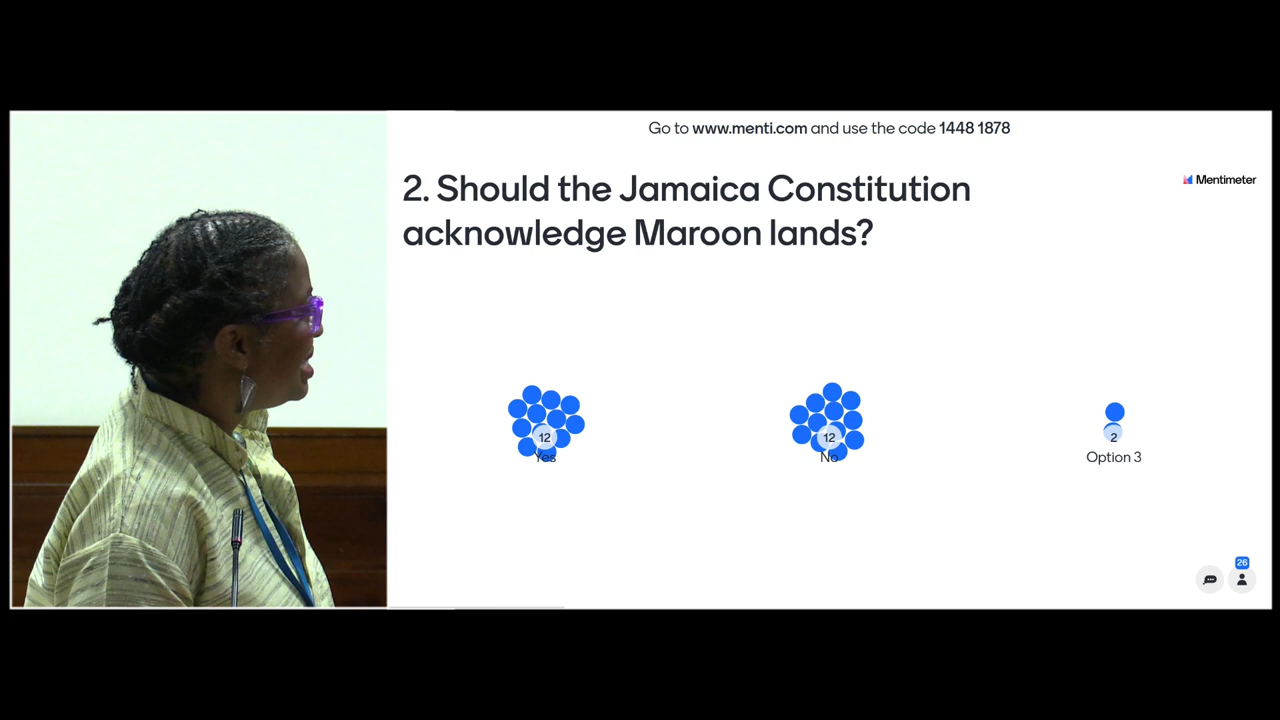 Go to www.menti.com and use the code 1448 1878
2. Should the Jamaica Constitution
acknowledge Maroon lands?
Mentimeter
12
Yes
12
No
2
Option 3
26